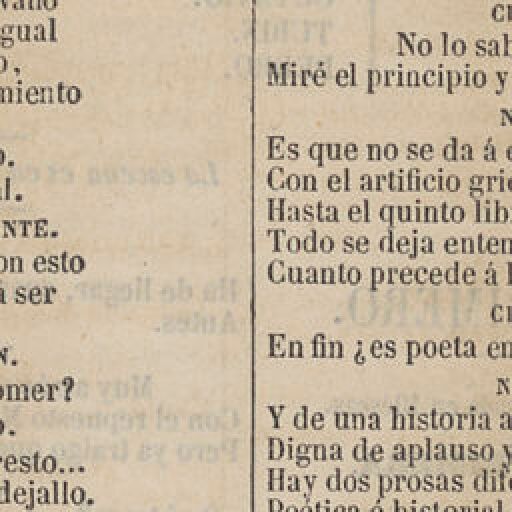 gual
o,
miento
o.
al.
NTE.
on esto
á ser
N.
omer?
o.
resto...
dejallo.
No lo sab
Miré el principio y
N
Es que no se da á e
Con el artificio grie
Hasta el quinto lib
Todo se deja enten
Cuanto precede á l
En fin ¿es poeta en
N
Y de una historia a
Digna de aplauso y
Hay dos prosas dife
Poética é historial